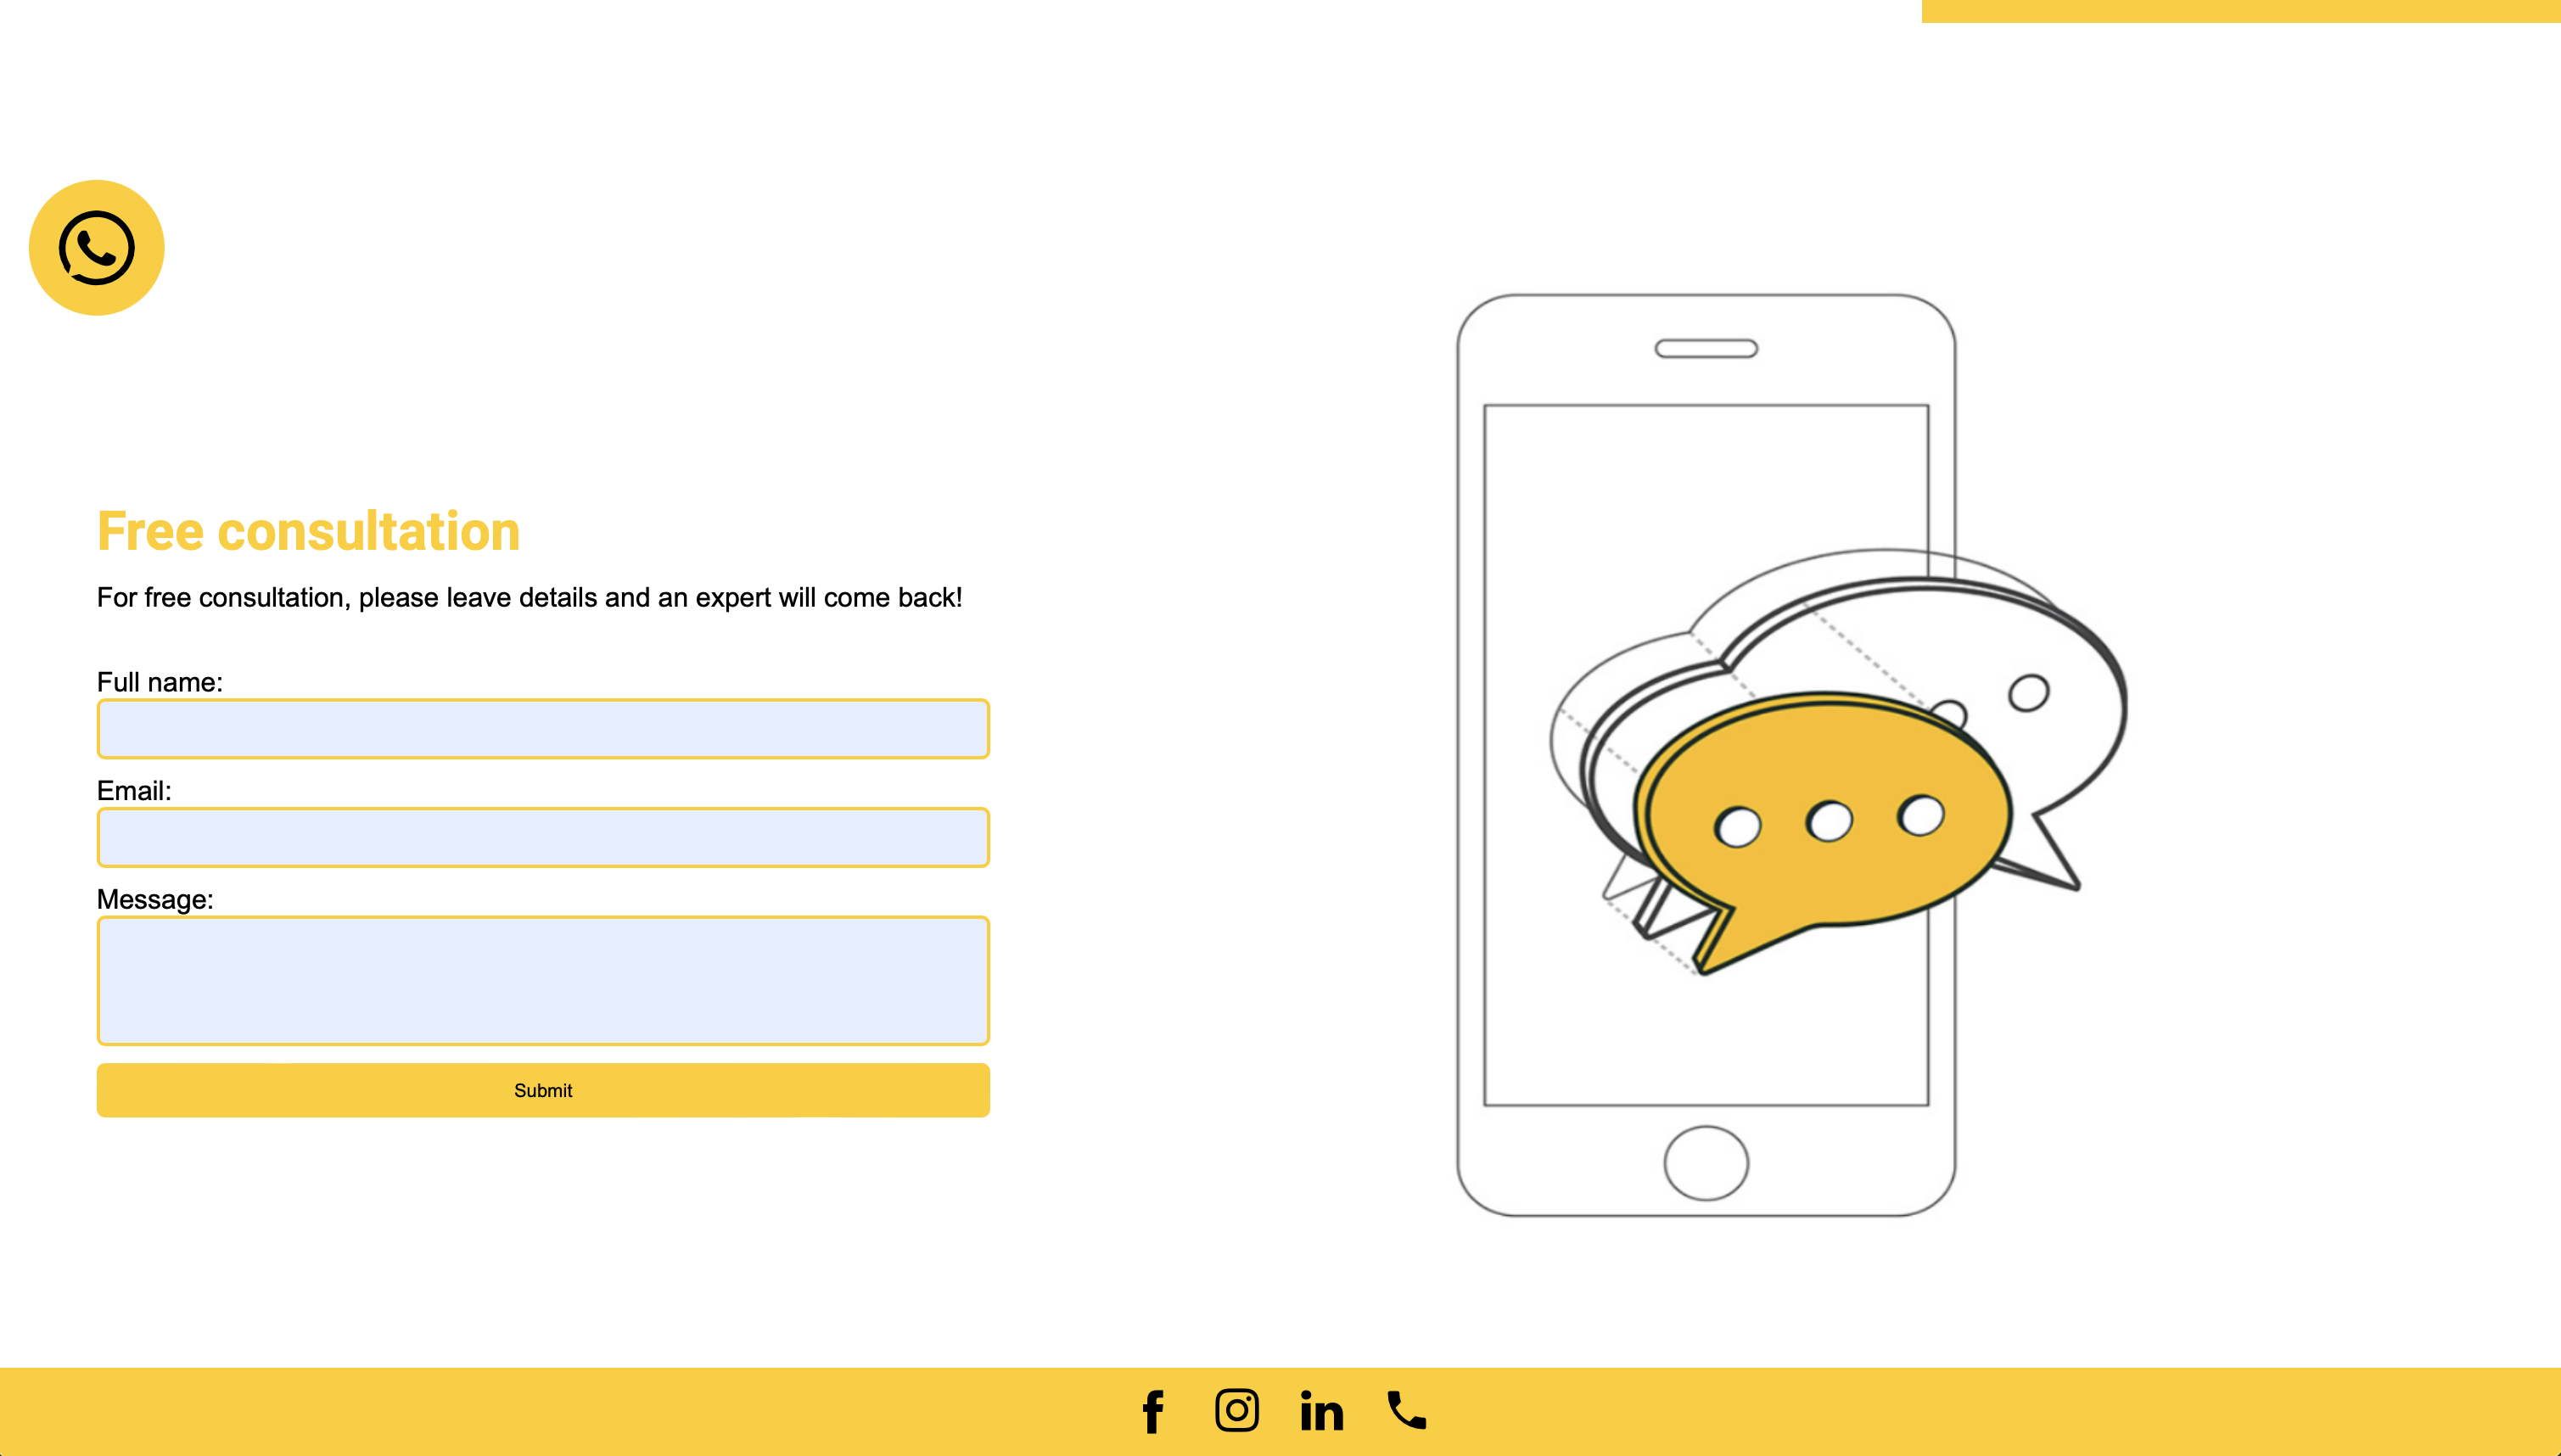 Free consultation
For free consultation, please leave details and an expert will come back!
Full name:
Email:
Message:
Submit